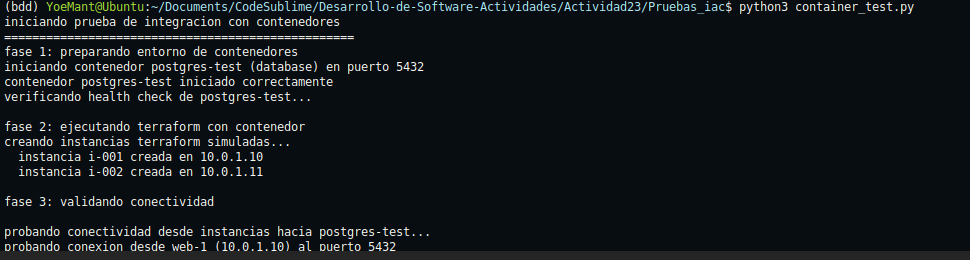 (bdd) YoeMant@Ubuntu:~/Documents/CodeSublime/Desarrollo-de-Software-Actividades/Actividad23/Pruebas_iac$ python3 container_test.py
iniciando prueba de integracion con contenedores
==================================================
fase 1: preparando entorno de contenedores
iniciando contenedor postgres-test (database) en puerto 5432
contenedor postgres-test iniciado correctamente
verificando health check de postgres-test...
fase 2: ejecutando terraform con contenedor
creando instancias terraform simuladas...
instancia i-001 creada en 10.0.1.10
instancia i-002 creada en 10.0.1.11
fase 3: validando conectividad
probando conectividad desde instancias hacia postgres-test...
probando conexion desde web-1 (10.0.1.10) al puerto 5432